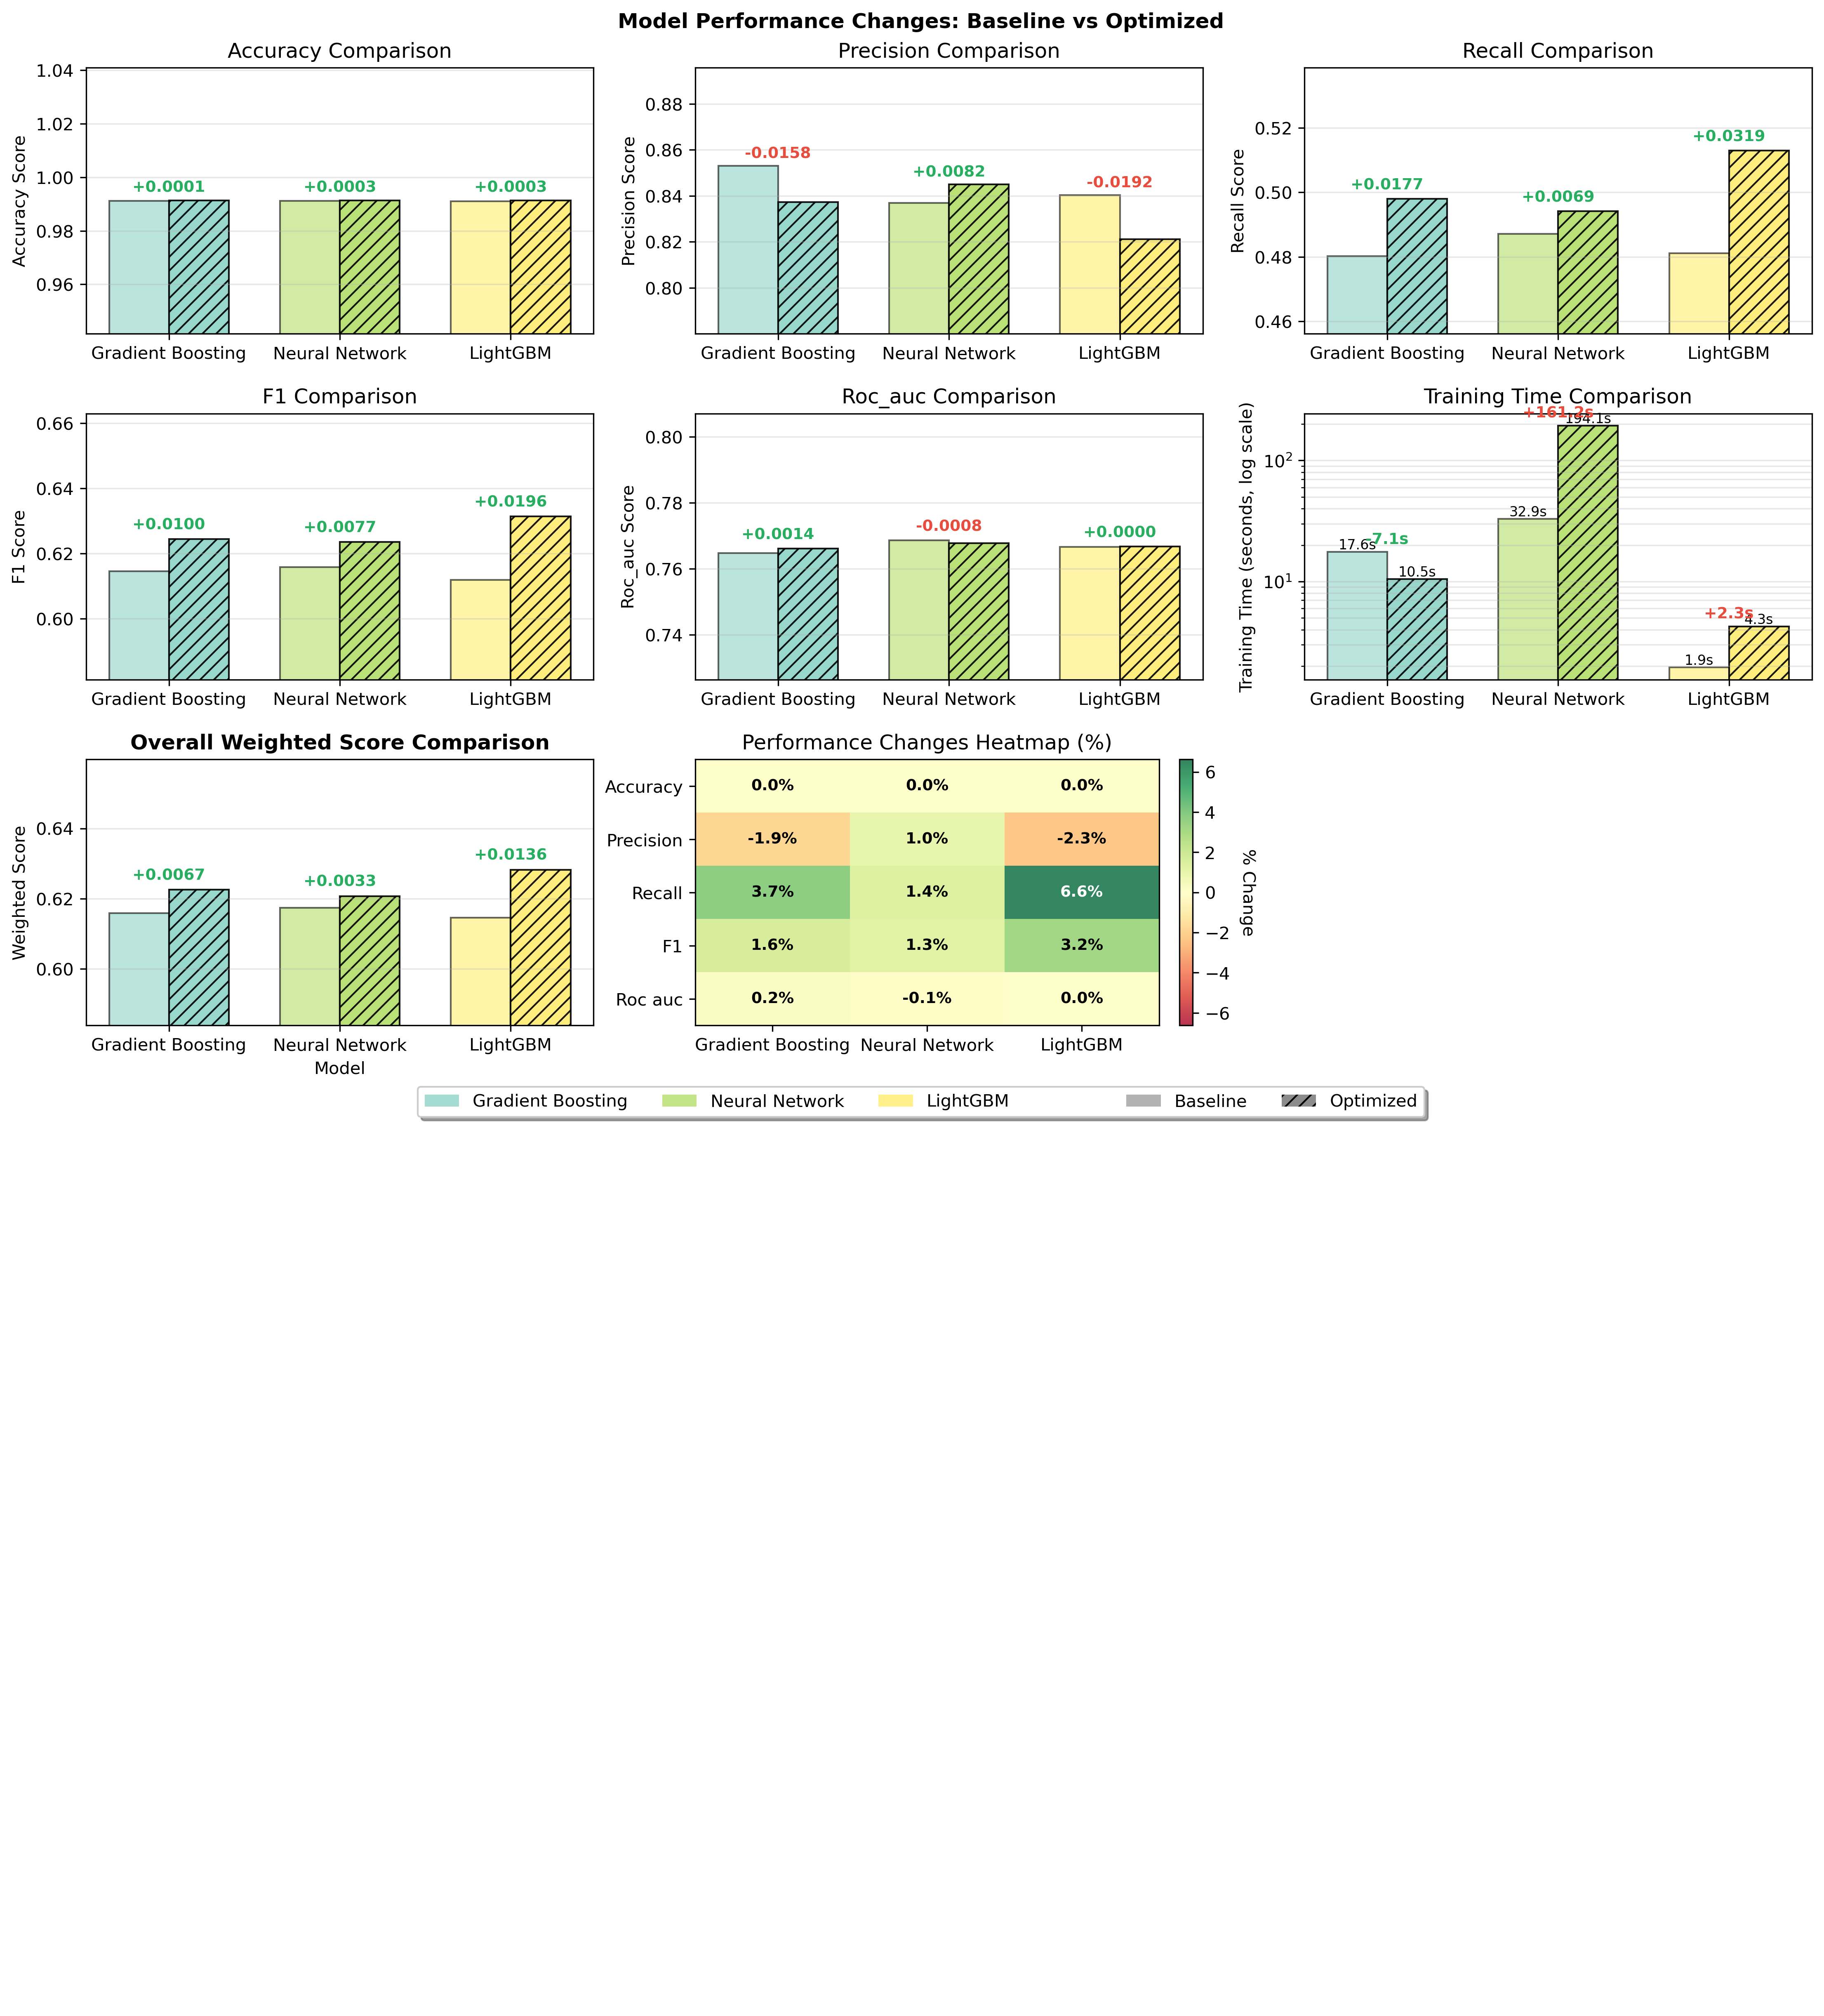 Model Performance Changes: Baseline vs Optimized
Accuracy Comparison
Accuracy Score
1.04
1.02
1.00
0.98
0.96
+0.0001
+0.0003
+0.0003
Gradient Boosting
Neural Network
LightGBM
Precision Comparison
Precision Score
0.88
0.86
0.84
0.82
0.80
-0.0158
+0.0082
-0.0192
Gradient Boosting
Neural Network
LightGBM
Recall Comparison
Recall Score
0.52
0.50
0.48
0.46
+0.0177
+0.0069
+0.0319
Gradient Boosting
Neural Network
LightGBM
F1 Comparison
F1 Score
0.66
0.64
0.62
0.60
+0.0100
+0.0077
+0.0196
Gradient Boosting
Neural Network
LightGBM
Roc_auc Comparison
Roc_auc Score
0.80
0.78
0.76
0.74
+0.0014
-0.0008
+0.0000
Gradient Boosting
Neural Network
LightGBM
Training Time Comparison
Training Time (seconds, log scale)
10²
10¹
17.6s
-7.1s
10.5s
32.9s
+161.2s
194.1s
1.9s
+2.3s
4.3s
Gradient Boosting
Neural Network
LightGBM
Overall Weighted Score Comparison
Weighted Score
0.64
0.62
0.60
+0.0067
+0.0033
+0.0136
Gradient Boosting
Neural Network
LightGBM
Model
Performance Changes Heatmap (%)
Accuracy 0.0% 0.0% 0.0%
Precision -1.9% 1.0% -2.3%
Recall 3.7% 1.4% 6.6%
F1 1.6% 1.3% 3.2%
Roc auc 0.2% -0.1% 0.0%
Gradient Boosting
Neural Network
LightGBM
6
4
2
0
−2
−4
−6
% Change
Gradient Boosting
Neural Network
LightGBM
Baseline
Optimized